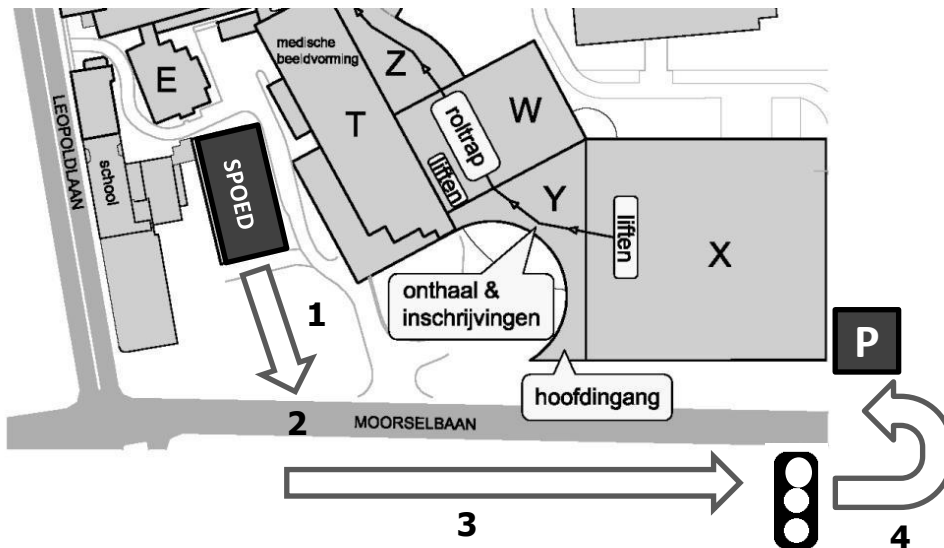 E
medische
beeldvorming
Z
T
W
roltrap
liften
LEOPOLDLAAN
school
SPOED
Y
liften
X
onthaal &
inschrijvingen
P
hoofdingang
1
2
MOORSELBAAN
3
4